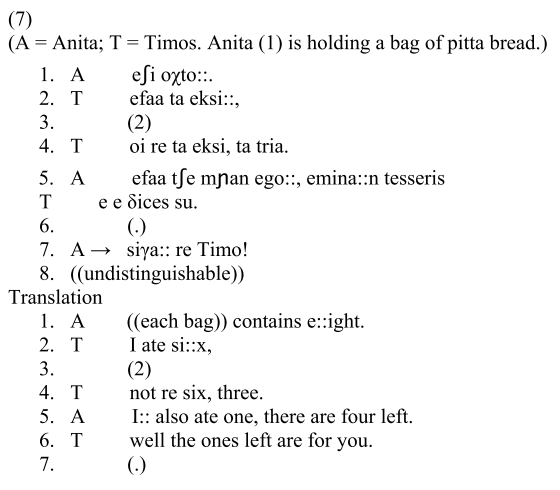 (7)
(A = Anita; T = Timos. Anita (1) is holding a bag of pitta bread.)
1. A eʃi oχto::.
2. T efaa ta eksi::,
3. (2)
4. T oi re ta eksi, ta tria.
5. A efaa tʃe mɲan ego::, emina::n tesseris
T e e δices su.
6. (.)
7. A → siγa:: re Timo!
8. ((undistinguishable))
Translation
1. A ((each bag)) contains e::ight.
2. T I ate si::x,
3. (2)
4. T not re six, three.
5. A I:: also ate one, there are four left.
6. T well the ones left are for you.
7. (.)